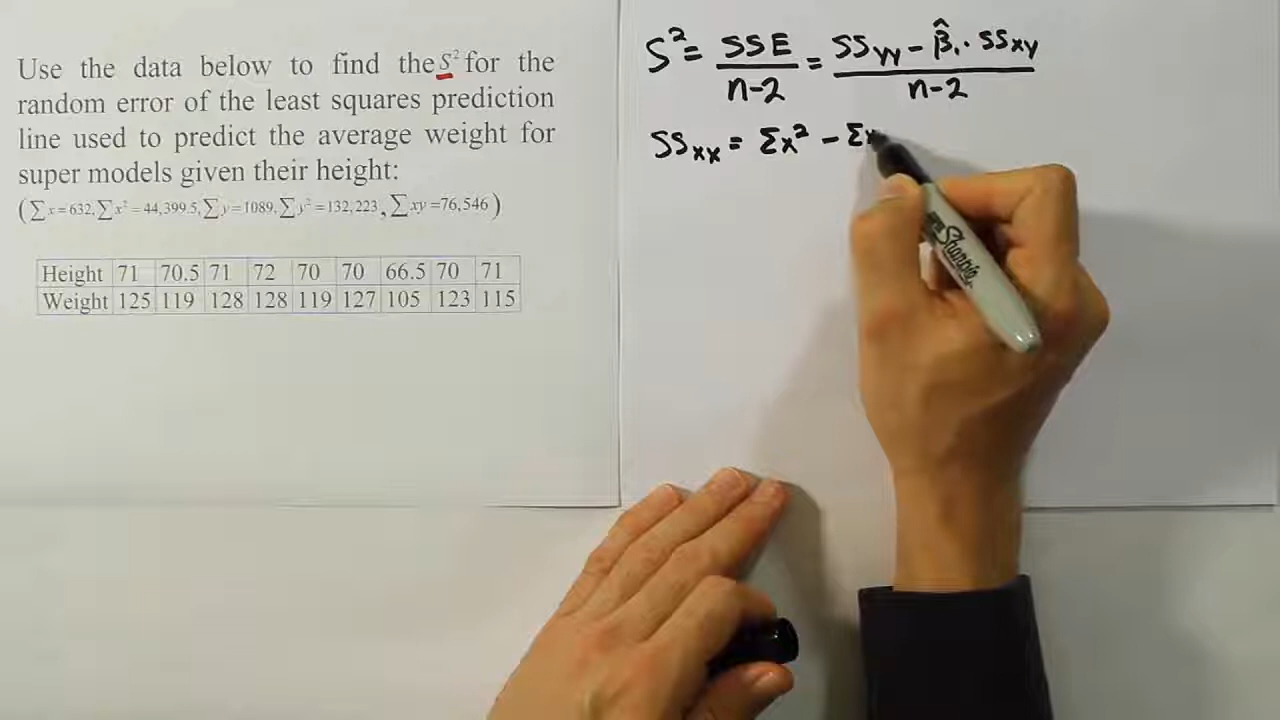 Use the data below to find the S² for the
random error of the least squares prediction
line used to predict the average weight for
super models given their height:
(∑x=632,∑x²=44,399.5,∑y=1089,∑y²=132,223,∑xy=76,546)
Height 71 70.5 71 72 70 70 66.5 70 71
Weight 125 119 128 128 119 127 105 123 115
S² = SSE/n-2 = SSyy - β̂₁·SSxy/n-2
SSxx = Σx² - Σx
Sharpie